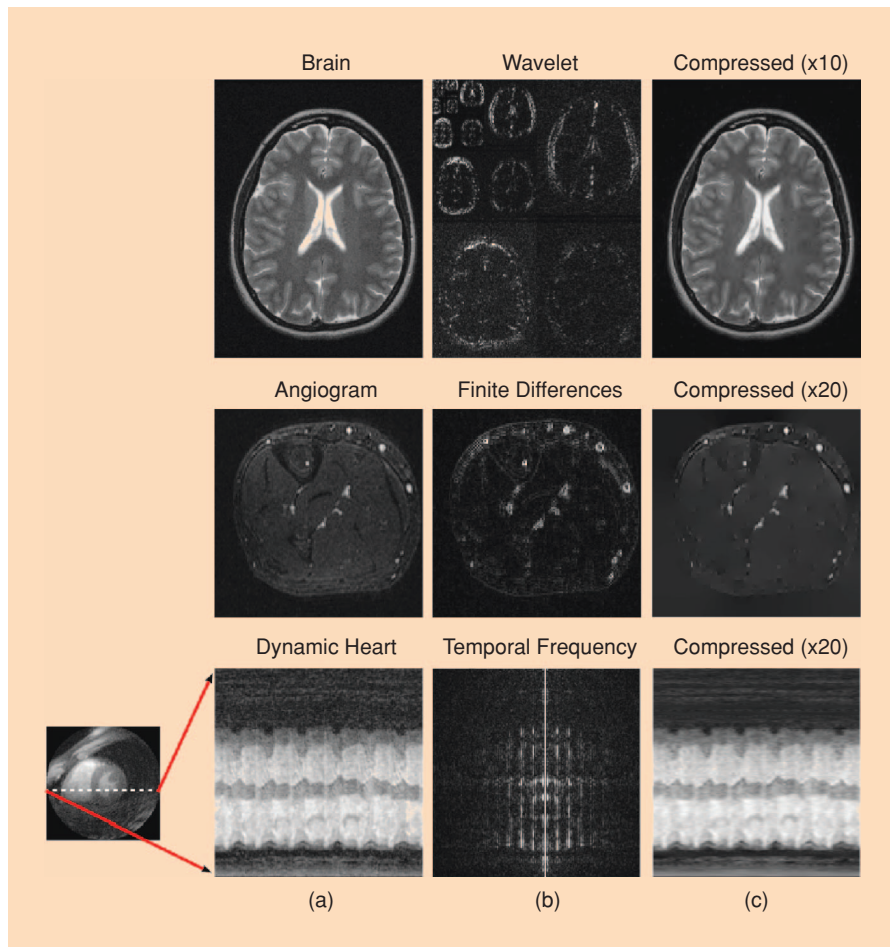 Brain Wavelet Compressed (x10)
Angiogram Finite Differences Compressed (x20)
Dynamic Heart Temporal Frequency Compressed (x20)
(a) (b) (c)